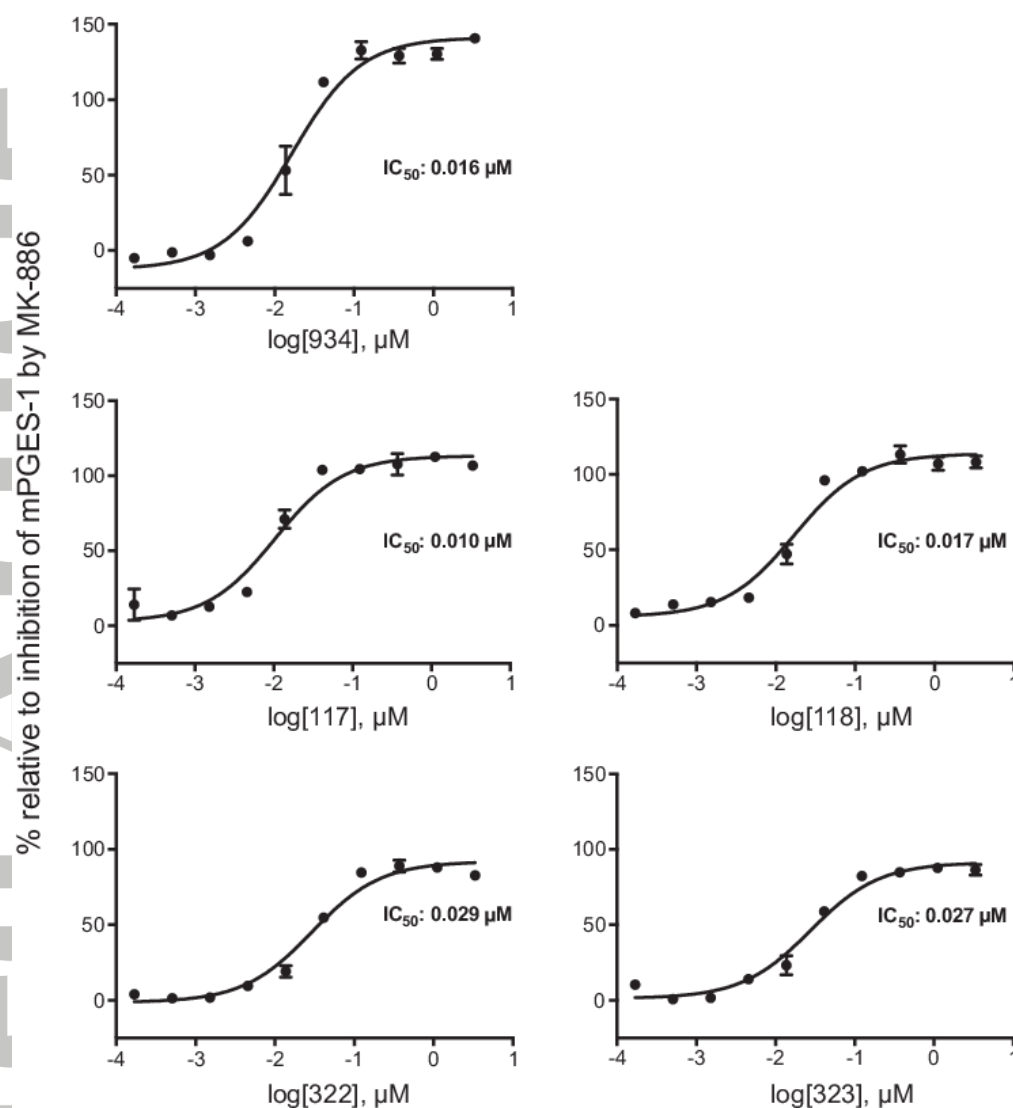 % relative to inhibition of mPGES-1 by MK-886
150
100
50
0
IC50: 0.016 µM
-4 -3 -2 -1 0 1
log[934], µM
150
100
50
0
IC50: 0.010 µM
-4 -3 -2 -1 0 1
log[117], µM
150
100
50
0
IC50: 0.017 µM
-4 -3 -2 -1 0 1
log[118], µM
150
100
50
0
IC50: 0.029 µM
-4 -3 -2 -1 0 1
log[322], µM
150
100
50
0
IC50: 0.027 µM
-4 -3 -2 -1 0 1
log[323], µM